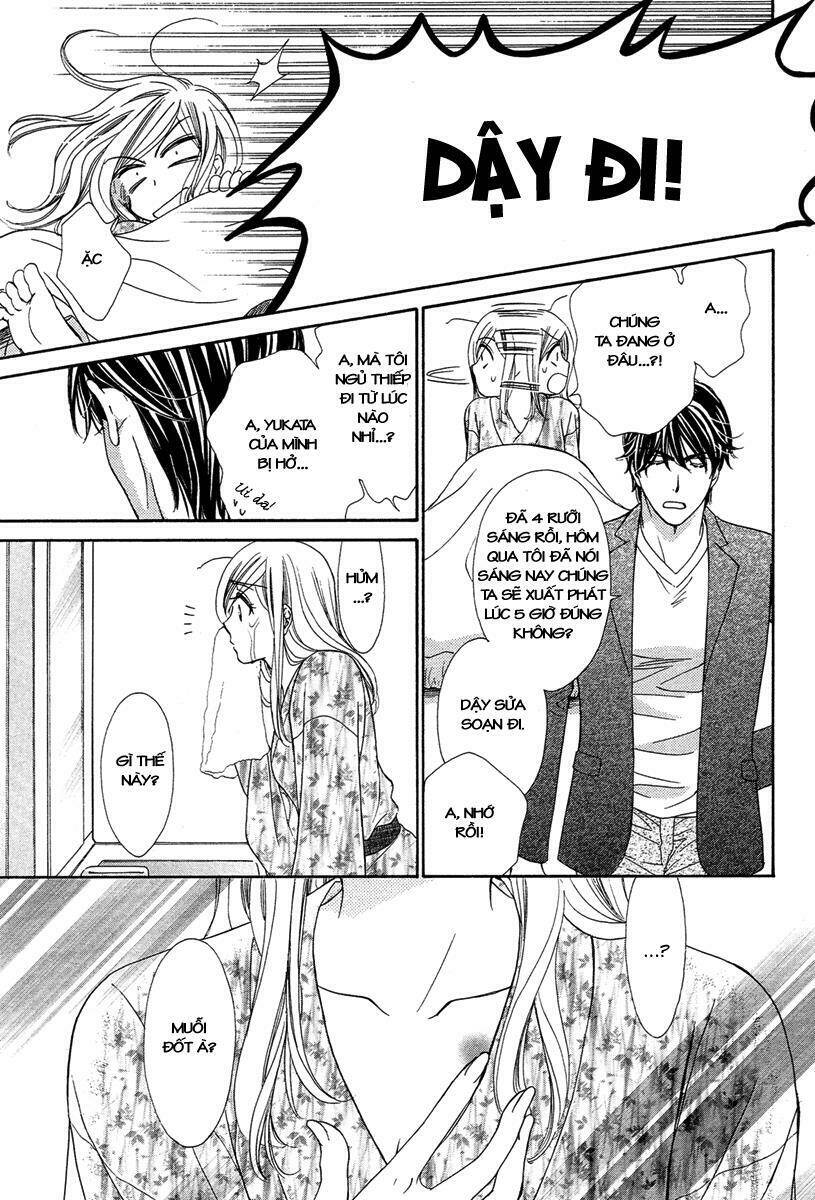 DẬY ĐI!
ẶC
A...
CHÚNG
TA ĐANG Ở
ĐÂU...?!
ĐÃ 4 RƯỠI
SÁNG RỒI, HÔM
QUA TÔI ĐÃ NÓI
SÁNG NAY CHÚNG
TA SẼ XUẤT PHÁT
LÚC 5 GIỜ ĐÚNG
KHÔNG?
DẬY SỬA
SOẠN ĐI.
A, NHỚ
RỒI!
A, MÀ TÔI
NGỦ THIẾP
ĐI TỪ LÚC
NÀO
NHỈ...?
A, YUKATA
CỦA MÌNH
BỊ HỞ...
Ui da!
HỬM
...?
GÌ THẾ
NÀY?
...?
MUỖI
ĐỐT À?